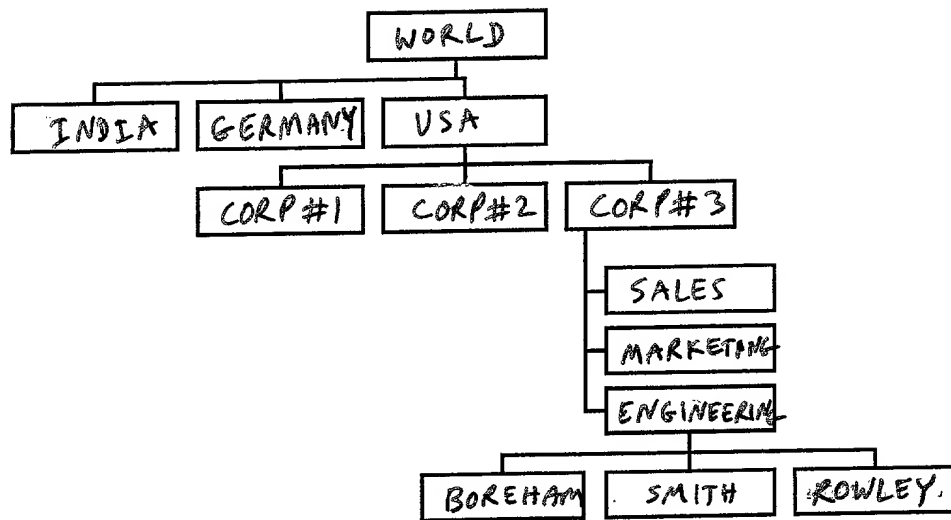 WORLD
INDIA GERMANY USA
CORP#1 CORP#2 CORP#3
SALES
MARKETING
ENGINEERING
BOREHAM SMITH ROWLEY.